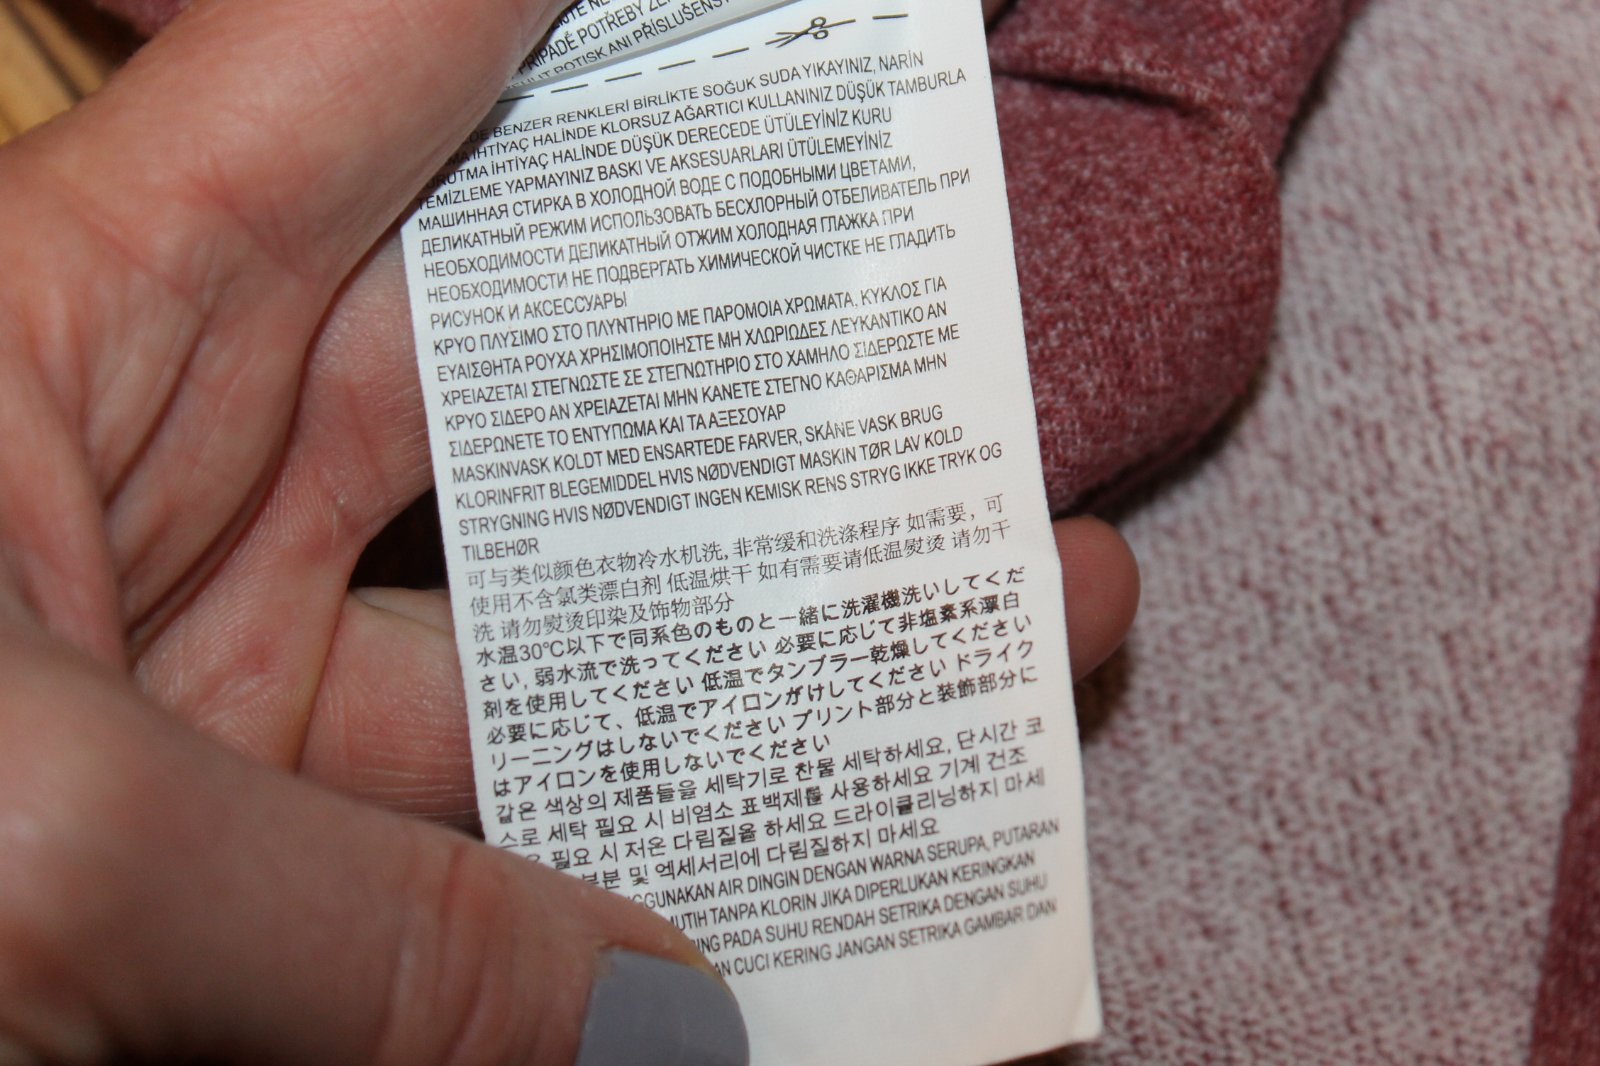 PŘÍPADĚ POTŘEBY
POTISK ANI PŘÍSLUŠENST
BENZER RENKLERİ BİRLİKTE SOĞUK SUDA YIKAYINIZ, NARİN
İHTİYAÇ HALİNDE KLORSUZ AĞARTICI KULLANINIZ DÜŞÜK TAMBURLA
KURUTMA İHTİYAÇ HALİNDE DÜŞÜK DERECEDE ÜTÜLEYİNİZ KURU
TEMİZLEME YAPMAYINIZ BASKI VE AKSESUARLARI ÜTÜLEMEYİNİZ
МАШИННАЯ СТИРКА В ХОЛОДНОЙ ВОДЕ С ПОДОБНЫМИ ЦВЕТАМИ,
ДЕЛИКАТНЫЙ РЕЖИМ ИСПОЛЬЗОВАТЬ БЕСХЛОРНЫЙ ОТБЕЛИВАТЕЛЬ ПРИ
НЕОБХОДИМОСТИ ДЕЛИКАТНЫЙ ОТЖИМ ХОЛОДНАЯ ГЛАЖКА ПРИ
НЕОБХОДИМОСТИ НЕ ПОДВЕРГАТЬ ХИМИЧЕСКОЙ ЧИСТКЕ НЕ ГЛАДИТЬ
РИСУНОК И АКСЕССУАРЫ
ΚΡΥΟ ΠΛΥΣΙΜΟ ΣΤΟ ΠΛΥΝΤΗΡΙΟ ΜΕ ΠΑΡΟΜΟΙΑ ΧΡΩΜΑΤΑ, ΚΥΚΛΟΣ ΓΙΑ
ΕΥΑΙΣΘΗΤΑ ΡΟΥΧΑ ΧΡΗΣΙΜΟΠΟΙΗΣΤΕ ΜΗ ΧΛΩΡΙΩΔΕΣ ΛΕΥΚΑΝΤΙΚΟ ΑΝ
ΧΡΕΙΑΖΕΤΑΙ ΣΤΕΓΝΩΣΤΕ ΣΕ ΣΤΕΓΝΩΤΗΡΙΟ ΣΤΟ ΧΑΜΗΛΟ ΣΙΔΕΡΩΣΤΕ ΜΕ
ΚΡΥΟ ΣΙΔΕΡΟ ΑΝ ΧΡΕΙΑΖΕΤΑΙ ΜΗΝ ΚΑΝΕΤΕ ΣΤΕΓΝΟ ΚΑΘΑΡΙΣΜΑ ΜΗΝ
ΣΙΔΕΡΩΝΕΤΕ ΤΟ ΕΝΤΥΠΩΜΑ ΚΑΙ ΤΑ ΑΞΕΣΟΥΑΡ
MASKINVASK KOLDT MED ENSARTEDE FARVER, SKÅNE VASK BRUG
KLORINFRIT BLEGEMIDDEL HVIS NØDVENDIGT MASKIN TØR LAV KOLD
STRYGNING HVIS NØDVENDIGT INGEN KEMISK RENS STRYG IKKE TRYK OG
TILBEHØR
可与类似颜色衣物冷水机洗, 非常缓和洗涤程序 如需要，可
使用不含氯类漂白剂 低温烘干 如有需要请低温熨烫 请勿干
洗 请勿熨烫印染及饰物部分
水温30℃以下で同系色のものと一緒に洗濯機洗いしてくだ
さい, 弱水流で洗ってください 必要に応じて非塩素系漂白
剤を使用してください 低温でタンブラー乾燥してください
必要に応じて、低温でアイロンがけしてください ドライク
リーニングはしないでください プリント部分と装飾部分に
はアイロンを使用しないでください
같은 색상의 제품들을 세탁기로 찬물 세탁하세요, 단시간 코
스로 세탁 필요 시 비염소 표백제를 사용하세요 기계 건조
필요 시 저온 다림질을 하세요 드라이클리닝하지 마세
부분 및 엑세서리에 다림질하지 마세요
GUNAKAN AIR DINGIN DENGAN WARNA SERUPA, PUTARAN
MUTIH TANPA KLORIN JIKA DIPERLUKAN KERINGKAN
ING PADA SUHU RENDAH SETRIKA DENGAN SUHU
AN CUCI KERING JANGAN SETRIKA GAMBAR DAN